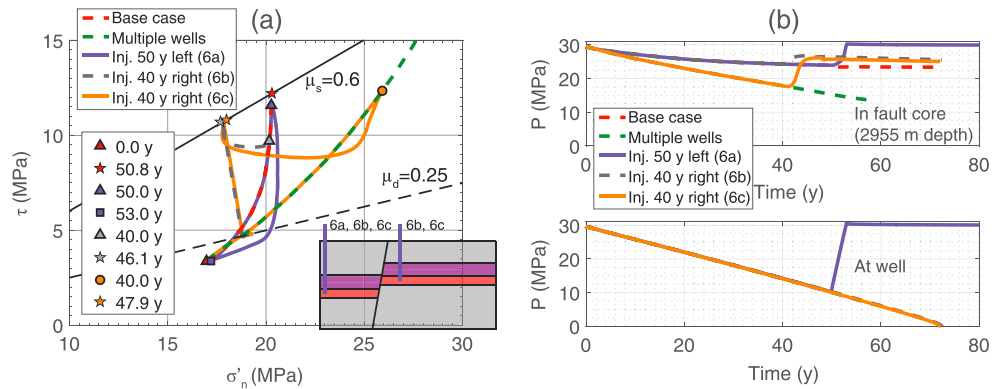 (a)
Base case
Multiple wells
Inj. 50 y left (6a)
Inj. 40 y right (6b)
Inj. 40 y right (6c)
μs=0.6
μd=0.25
0.0 y
50.8 y
50.0 y
53.0 y
40.0 y
46.1 y
40.0 y
47.9 y
6a, 6b, 6c
6b, 6c
15
10
5
0
τ (MPa)
10
15
20
25
30
σ'n (MPa)
(b)
30
20
10
0
P (MPa)
In fault core
(2955 m depth)
Base case
Multiple wells
Inj. 50 y left (6a)
Inj. 40 y right (6b)
Inj. 40 y right (6c)
60
80
Time (y)
30
20
10
0
P (MPa)
At well
0
20
40
60
80
Time (y)